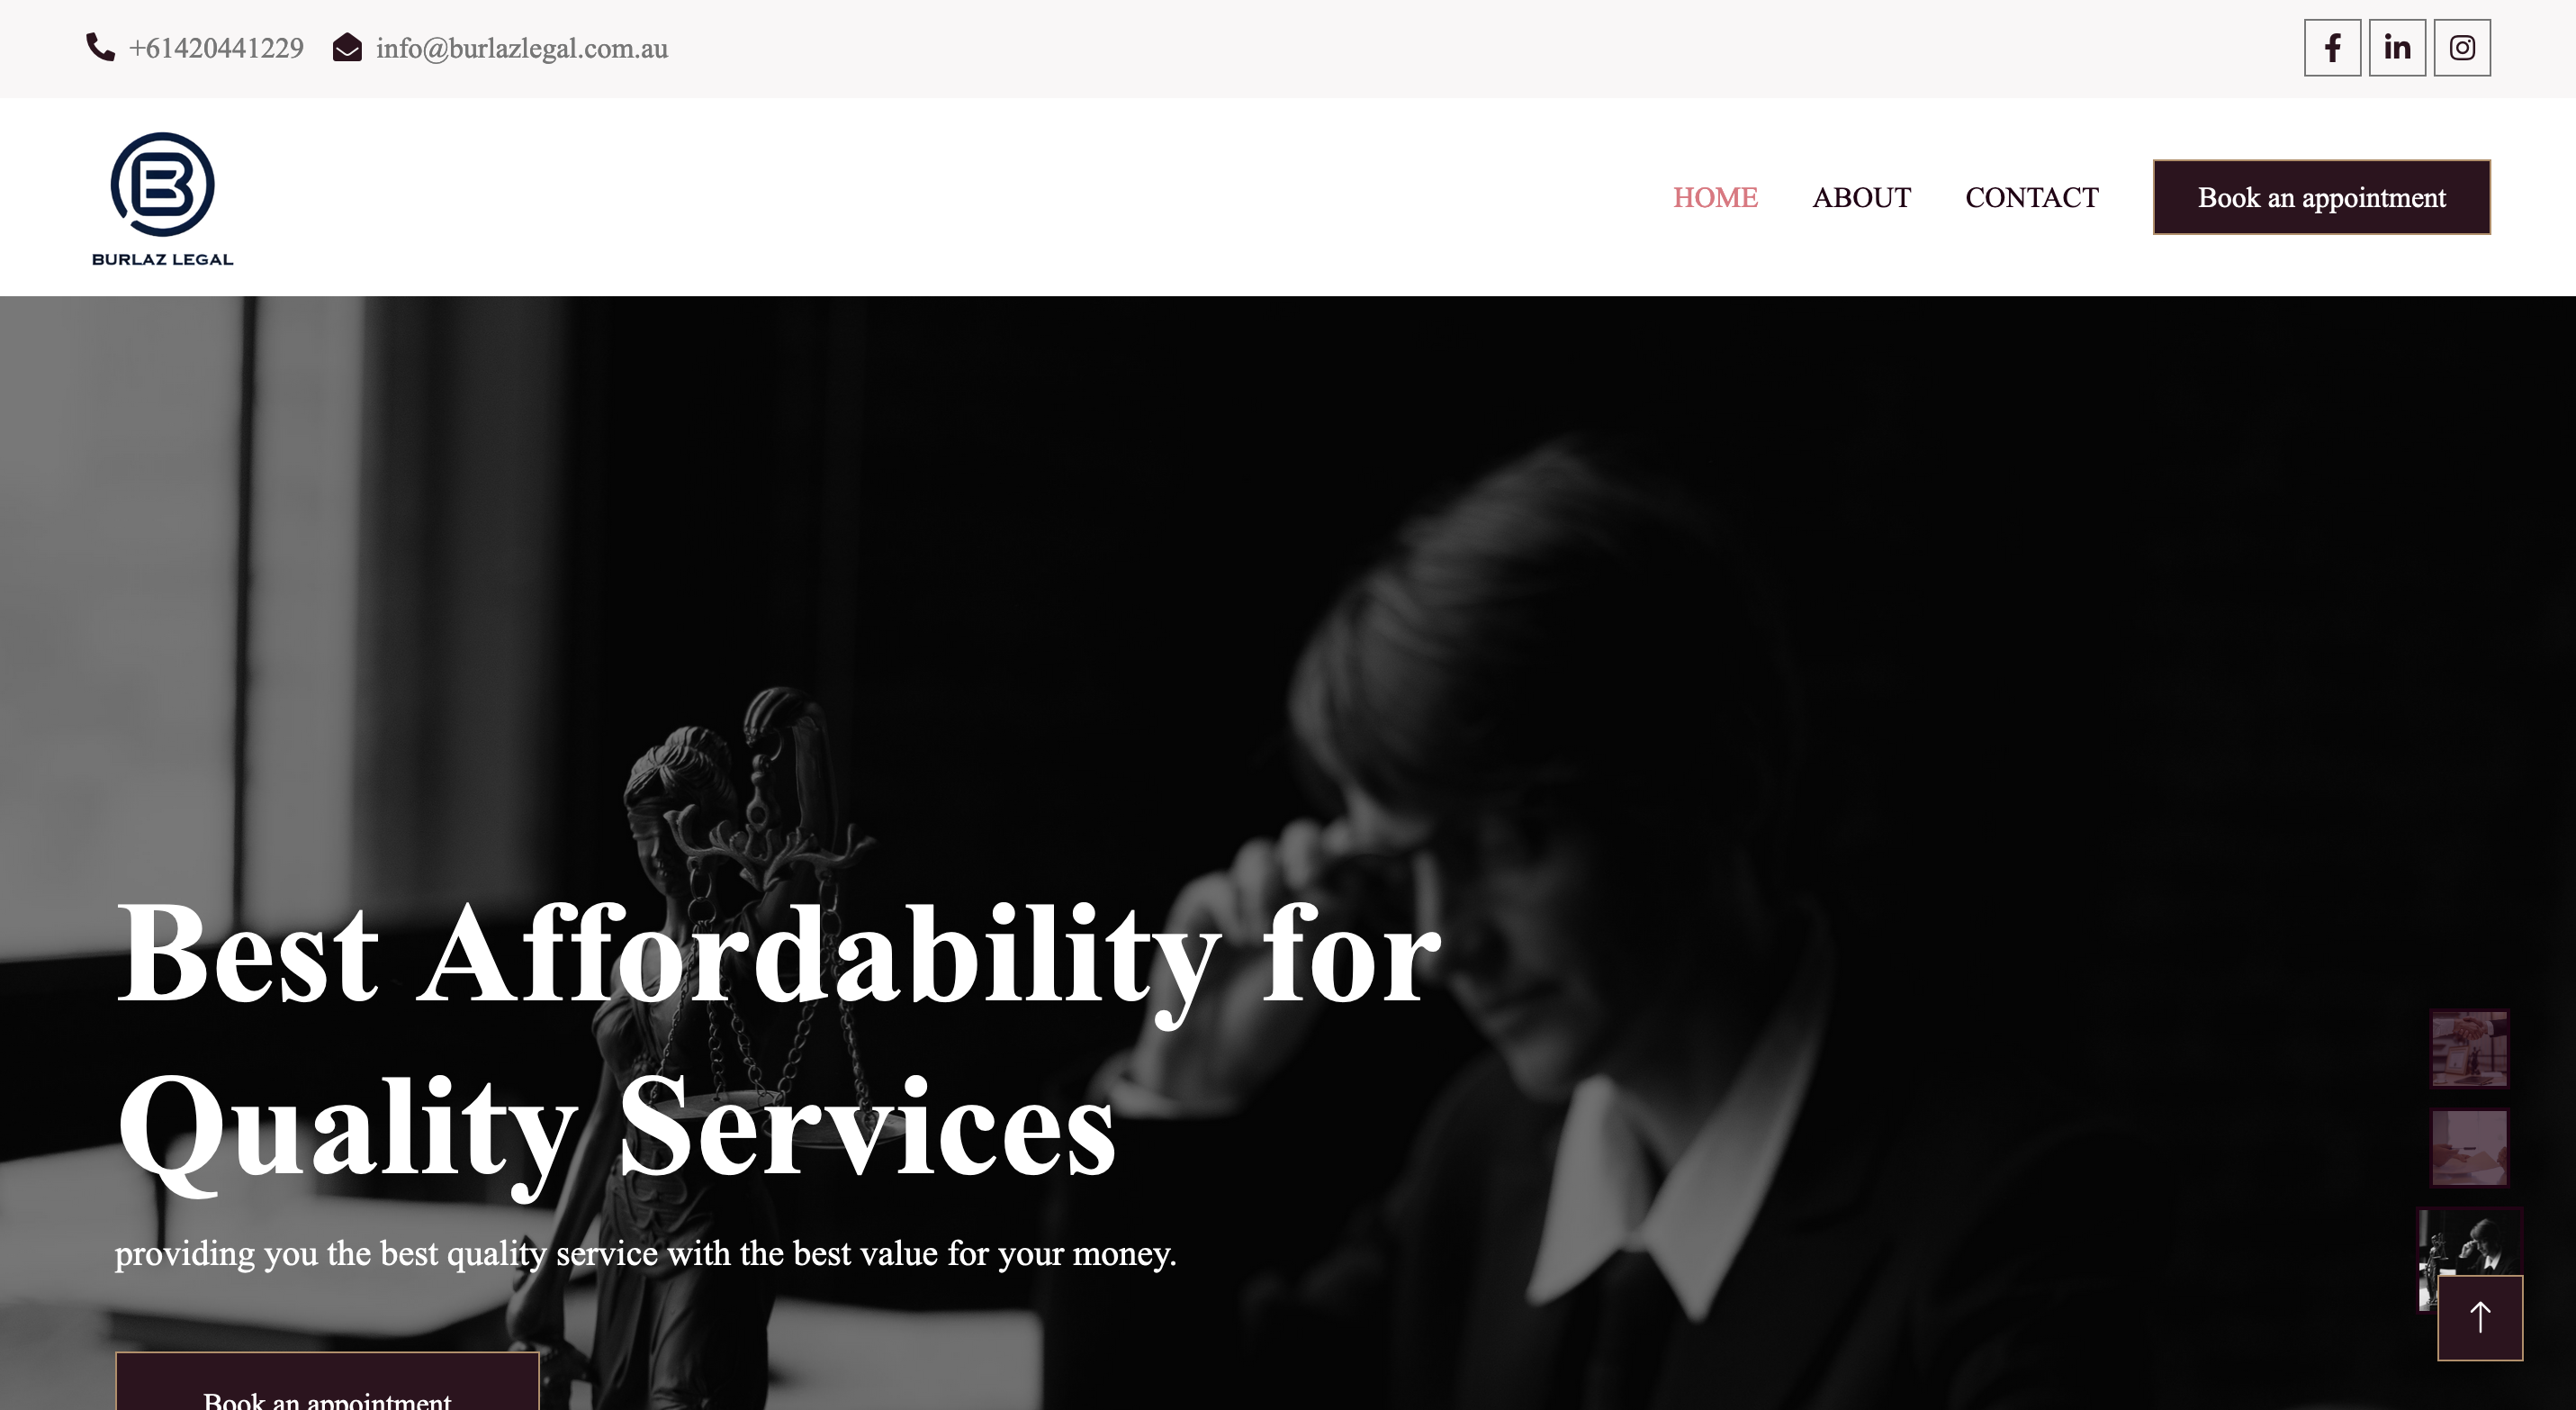 +61420441229 info@burlazlegal.com.au
B
BURLAZ LEGAL
HOME ABOUT CONTACT Book an appointment
Best Affordability for
Quality Services
providing you the best quality service with the best value for your money.
Book an appointment